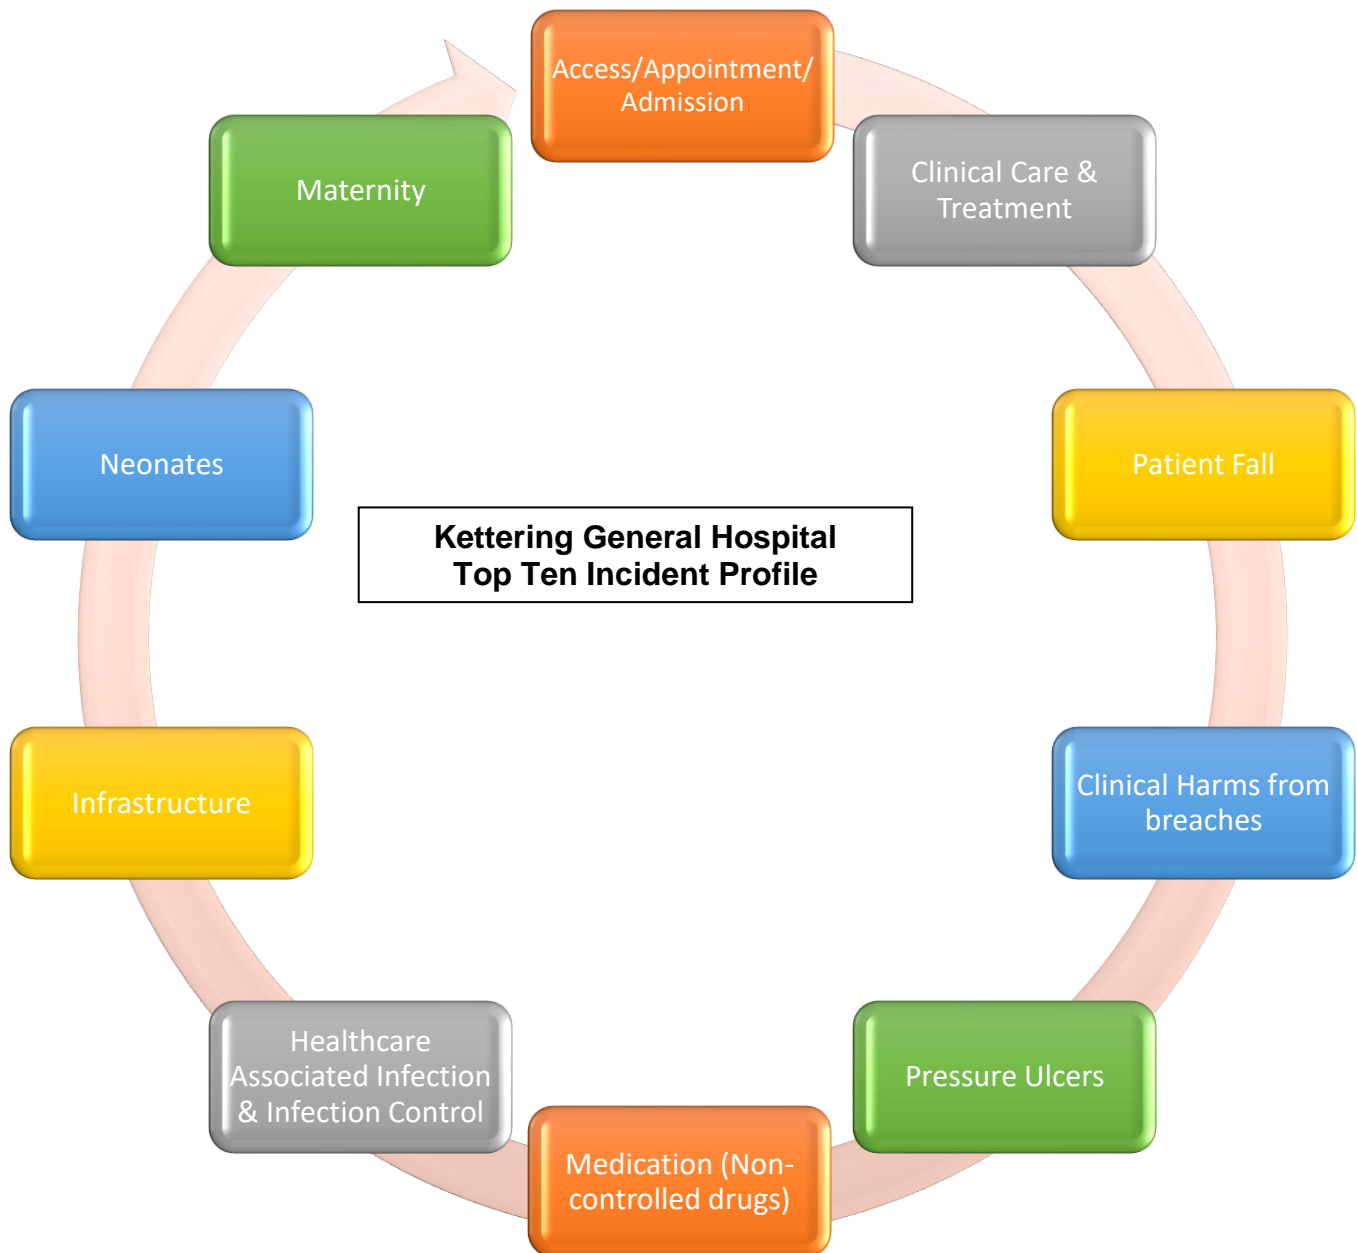 Access/Appointment/
Admission
Clinical Care &
Treatment
Patient Fall
Clinical Harms from
breaches
Pressure Ulcers
Medication (Non-
controlled drugs)
Healthcare
Associated Infection
& Infection Control
Infrastructure
Neonates
Maternity
Kettering General Hospital
Top Ten Incident Profile